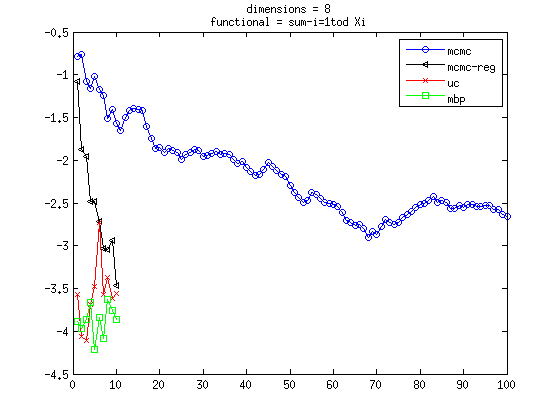 dimensions = 8
functional = sum-i=1tod Xi
-0.5
-1
-1.5
-2
-2.5
-3
-3.5
-4
-4.5
0 10 20 30 40 50 60 70 80 90 100
mcmc
mcmc-reg
uc
mbp